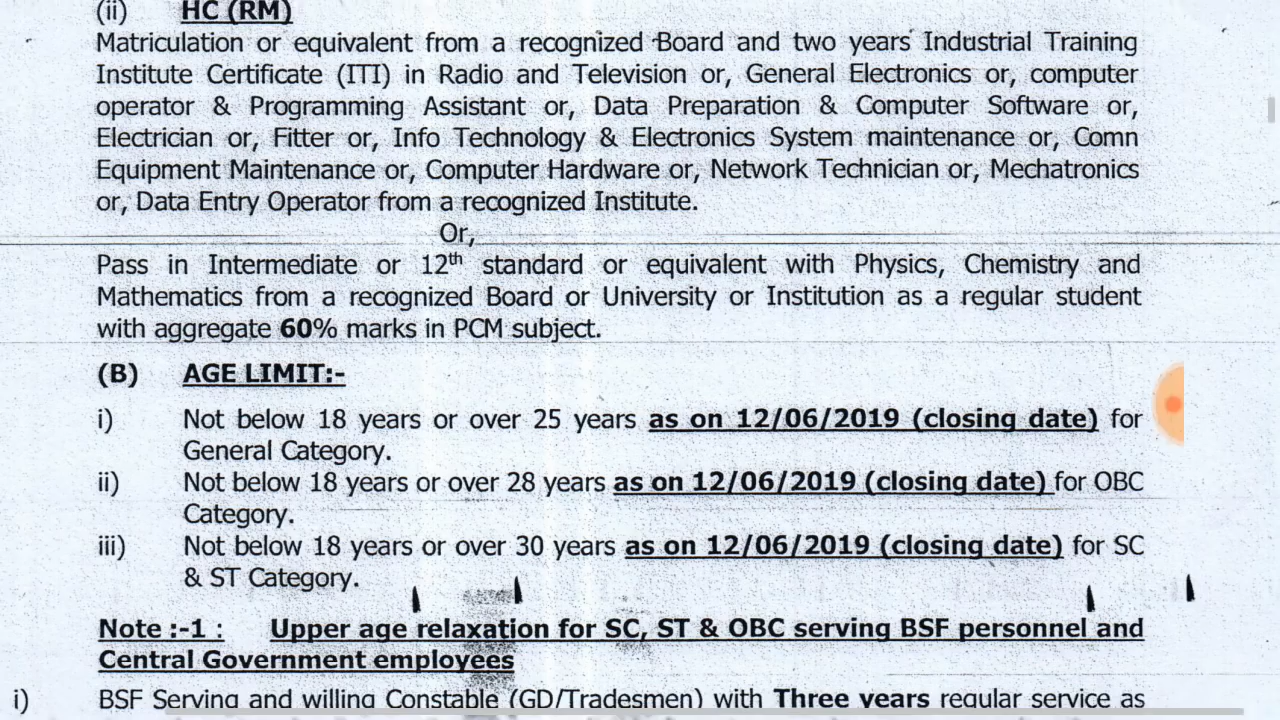 (ii) HC (RM)
Matriculation or equivalent from a recognized Board and two years Industrial Training
Institute Certificate (ITI) in Radio and Television or, General Electronics or, computer
operator & Programming Assistant or, Data Preparation & Computer Software or,
Electrician or, Fitter or, Info Technology & Electronics System maintenance or, Comn
Equipment Maintenance or, Computer Hardware or, Network Technician or, Mechatronics
or, Data Entry Operator from a recognized Institute.
Or,
Pass in Intermediate or 12th standard or equivalent with Physics, Chemistry and
Mathematics from a recognized Board or University or Institution as a regular student
with aggregate 60% marks in PCM subject.
(B) AGE LIMIT:-
i) Not below 18 years or over 25 years as on 12/06/2019 (closing date) for
General Category.
ii) Not below 18 years or over 28 years as on 12/06/2019 (closing date) for OBC
Category.
iii) Not below 18 years or over 30 years as on 12/06/2019 (closing date) for SC
& ST Category.
Note :-1 : Upper age relaxation for SC, ST & OBC serving BSF personnel and
Central Government employees
i) BSF Serving and willing Constable (GD/Tradesmen) with Three years regular service as